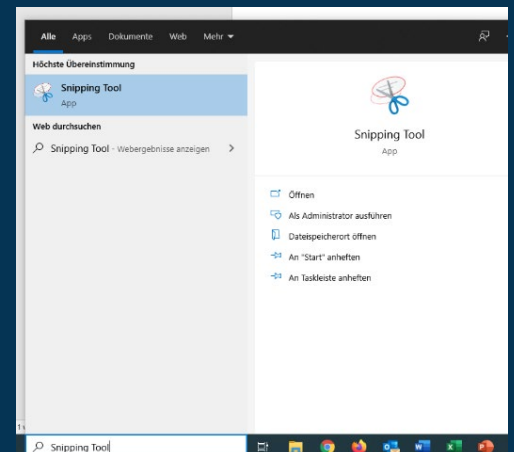 Alle Apps Dokumente Web Mehr
Höchste Übereinstimmung
Snipping Tool
App
Web durchsuchen
Snipping Tool - Webergebnisse anzeigen
Snipping Tool
App
Öffnen
Als Administrator ausführen
Dateispeicherort öffnen
An "Start" anheften
An Taskleiste anheften
Snipping Tool